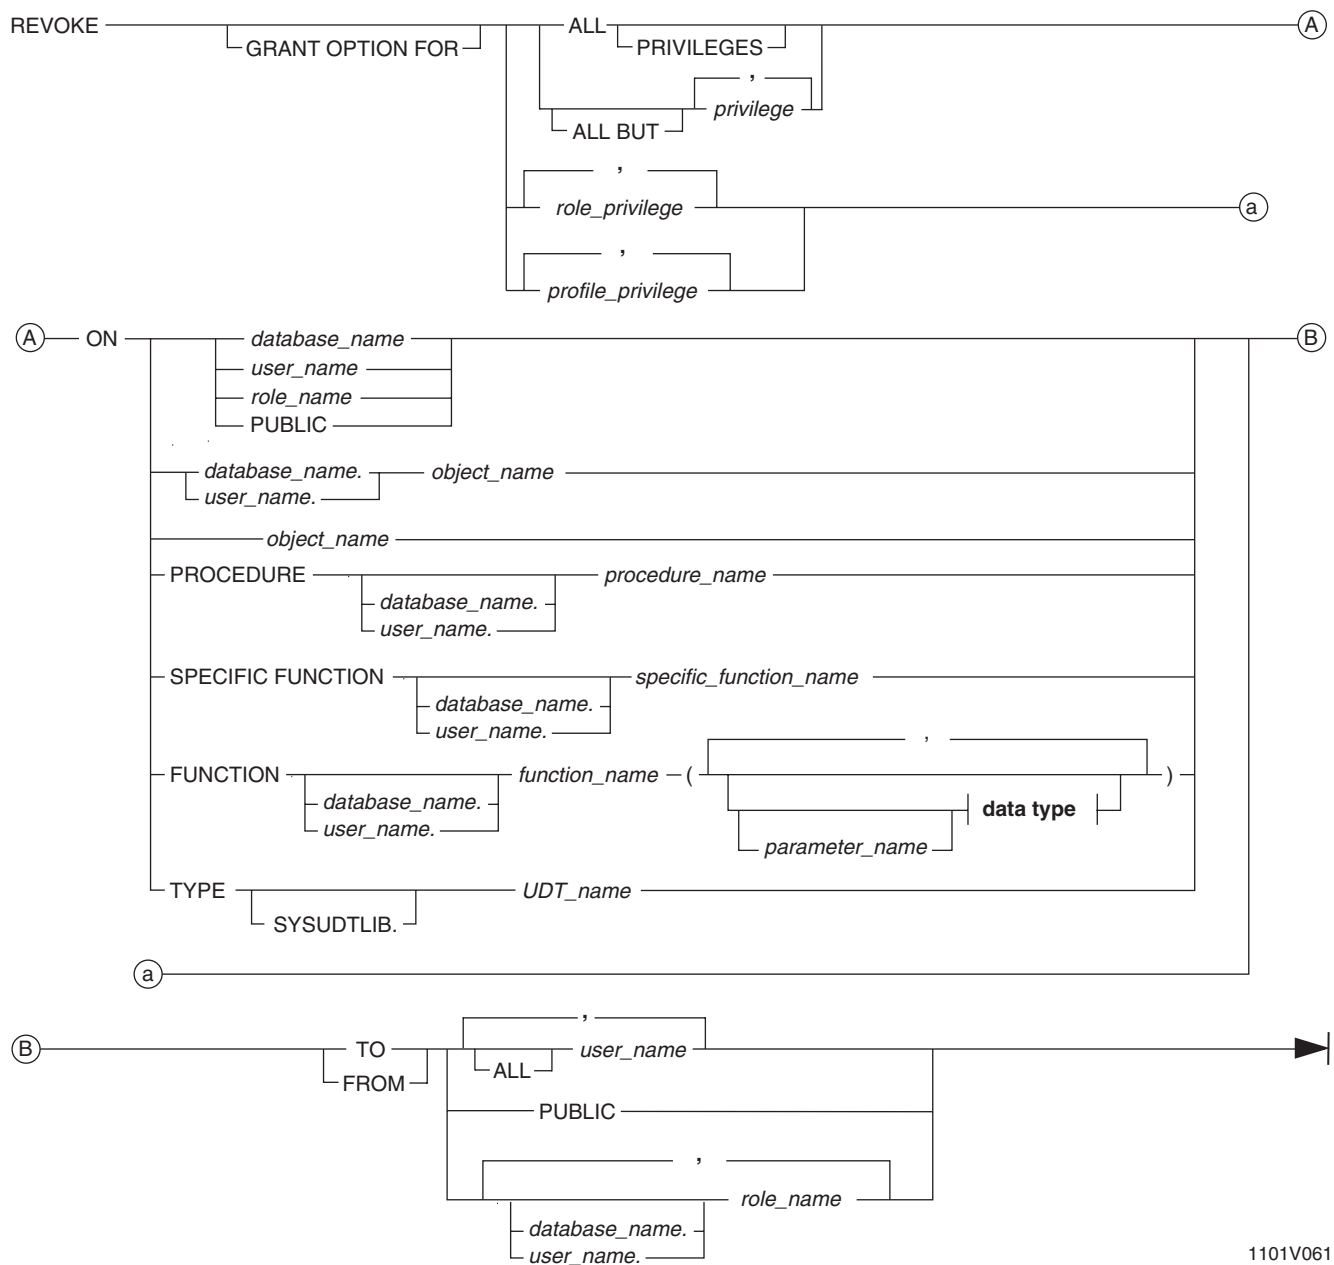 REVOKE ALL A
GRANT OPTION FOR PRIVILEGES
,
privilege
ALL BUT
,
role_privilege a
,
profile_privilege
A ON database_name B
user_name
role_name
PUBLIC
database_name. object_name
user_name.
object_name
PROCEDURE procedure_name
database_name.
user_name.
SPECIFIC FUNCTION specific_function_name
database_name.
user_name.
,
FUNCTION function_name ( )
database_name. data type
user_name.
parameter_name
TYPE UDT_name
SYSUDTLIB.
a
,
B TO user_name
ALL
FROM
PUBLIC
,
role_name
database_name.
user_name.
1101V061